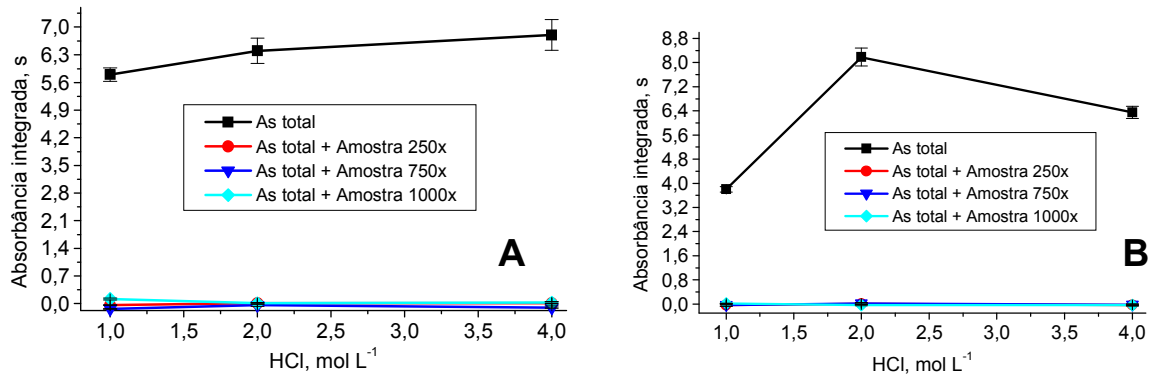 Absorbância integrada, s
7,0
6,3
5,6
4,9
4,2
3,5
2,8
2,1
1,4
0,7
0,0
As total
As total + Amostra 250x
As total + Amostra 750x
As total + Amostra 1000x
A
1,0 1,5 2,0 2,5 3,0 3,5 4,0
HCl, mol L⁻¹
Absorbância integrada, s
8,8
8,0
7,2
6,4
5,6
4,8
4,0
3,2
2,4
1,6
0,8
0,0
As total
As total + Amostra 250x
As total + Amostra 750x
As total + Amostra 1000x
B
1,0 1,5 2,0 2,5 3,0 3,5 4,0
HCl, mol L⁻¹